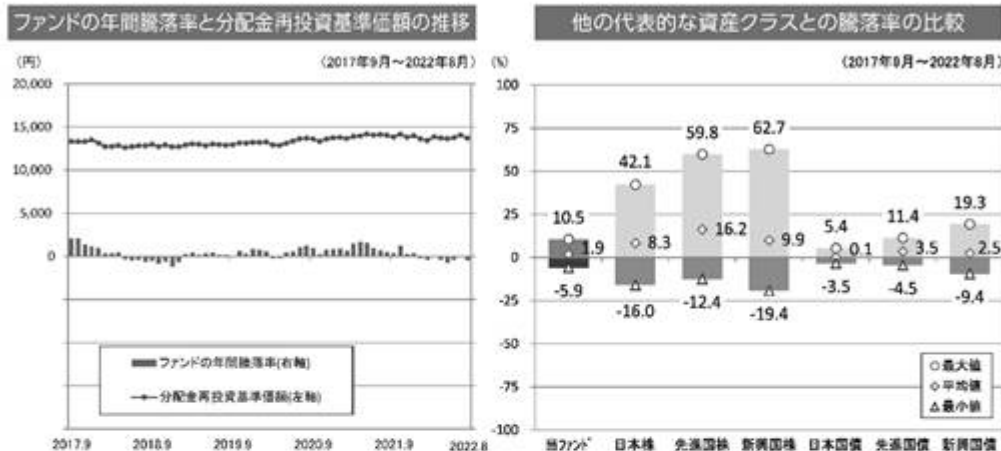 ファンドの年間騰落率と分配金再投資基準価額の推移
(円)
(2017年9月~2022年8月)
20,000
15,000
10,000
5,000
0
ファンドの年間騰落率(右軸)
分配金再投資基準価額(左軸)
2017.9 2018.9 2019.9 2020.9 2021.9 2022.8
他の代表的な資産クラスとの騰落率の比較
(%)
(2017年9月~2022年8月)
100
75
50
25
0
-25
-50
-75
-100
10.5 42.1 59.8 62.7 5.4 11.4 19.3
1.9 8.3 16.2 9.9 0.1 3.5 2.5
-5.9 -16.0 -12.4 -19.4 -3.5 -4.5 -9.4
○最大値
◇平均値
△最小値
当ファンド 日本株 先進国株 新興国株 日本国債 先進国債 新興国債